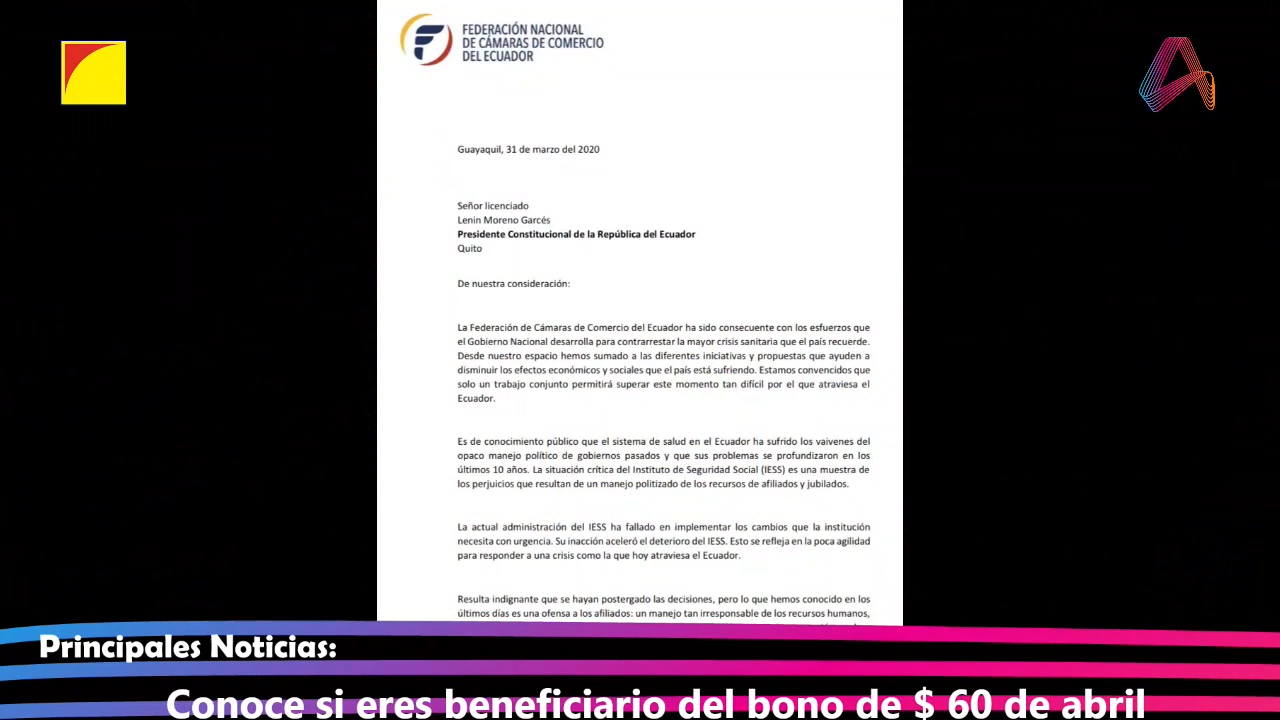 FEDERACIÓN NACIONAL
DE CÁMARAS DE COMERCIO
DEL ECUADOR
Guayaquil, 31 de marzo del 2020
Señor licenciado
Lenin Moreno Garcés
Presidente Constitucional de la República del Ecuador
Quito
De nuestra consideración:
La Federación de Cámaras de Comercio del Ecuador ha sido consecuente con los esfuerzos que
el Gobierno Nacional desarrolla para contrarrestar la mayor crisis sanitaria que el país recuerde.
Desde nuestro espacio hemos sumado a las diferentes iniciativas y propuestas que ayuden a
disminuir los efectos económicos y sociales que el país está sufriendo. Estamos convencidos que
solo un trabajo conjunto permitirá superar este momento tan difícil por el que atraviesa el
Ecuador.
Es de conocimiento público que el sistema de salud en el Ecuador ha sufrido los vaivenes del
opaco manejo político de gobiernos pasados y que sus problemas se profundizaron en los
últimos 10 años. La situación crítica del Instituto de Seguridad Social (IESS) es una muestra de
los perjuicios que resultan de un manejo politizado de los recursos de afiliados y jubilados.
La actual administración del IESS ha fallado en implementar los cambios que la institución
necesita con urgencia. Su inacción aceleró el deterioro del IESS. Esto se refleja en la poca agilidad
para responder a una crisis como la que hoy atraviesa el Ecuador.
Resulta indignante que se hayan postergado las decisiones, pero lo que hemos conocido en los
últimos días es una ofensa a los afiliados: un manejo tan irresponsable de los recursos humanos,
Principales Noticias:
Conoce si eres beneficiario del bono de $ 60 de abril